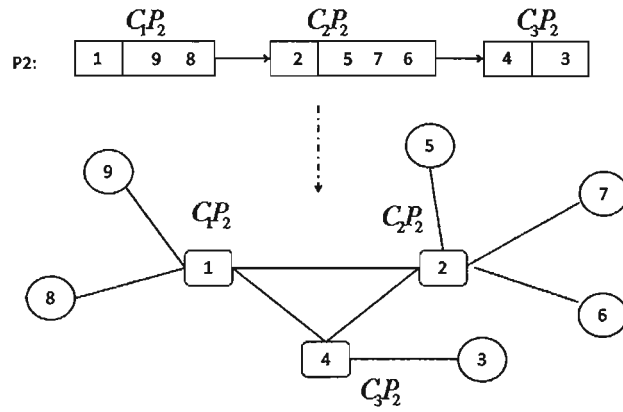 C₁P₂ C₂P₂ C₃P₂
P2: 1 9 8 2 5 7 6 4 3
5
9
7
C₁P₂ C₂P₂
1 2
8
6
4 3
C₃P₂